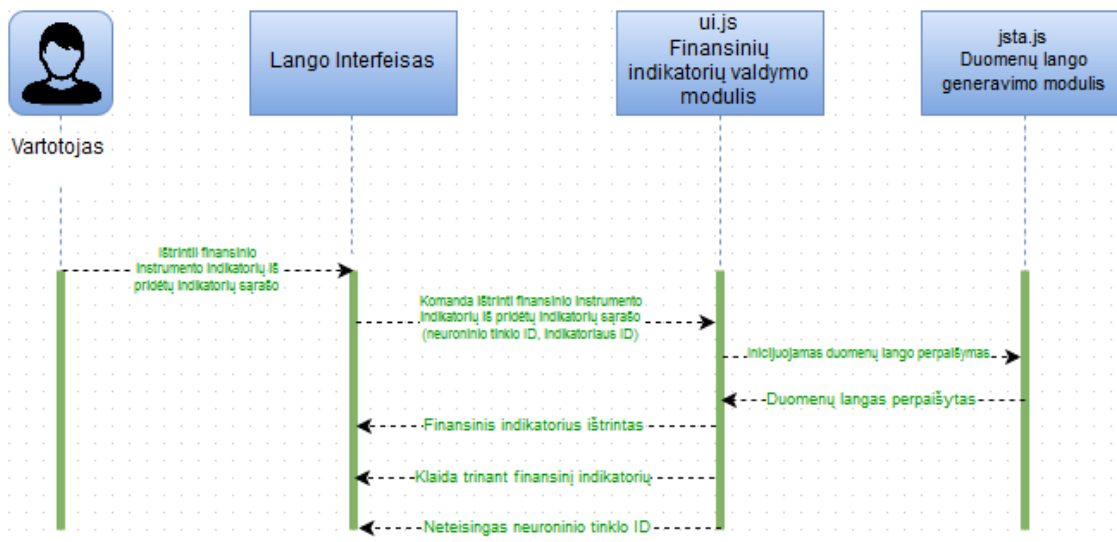 Vartotojas
Lango Interfeisas
ui.js
Finansinių
indikatorių valdymo
modulis
jsta.js
Duomenų lango
generavimo modulis
Ištrintii finansinio
instrumento indikatorių iš
pridėtų indikatorių sąrašo
Komanda ištrinti finansinio instrumento
indikatorių iš pridėtų indikatorių sąrašo
(neuroninio tinklo ID, indikatoriaus ID)
Inicijuojamas duomenų lango perpaišymas
Duomenų langas perpaišytas
Finansinis indikatorius ištrintas
Klaida trinant finansinį indikatorių
Neteisingas neuroninio tinklo ID